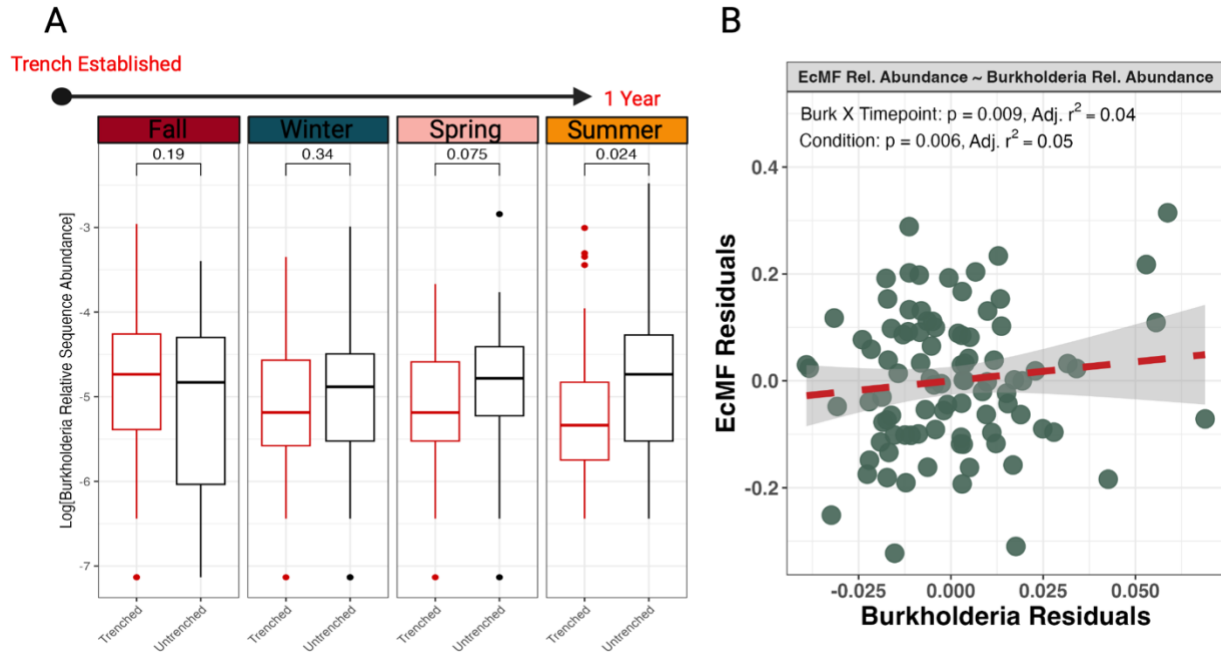 A
Trench Established
1 Year
Fall
Winter
Spring
Summer
0.19
0.34
0.075
0.024
Log[Burkholderia Relative Sequence Abundance]
-3
-4
-5
-6
-7
Trenched
Untrenched
Trenched
Untrenched
Trenched
Untrenched
Trenched
Untrenched
B
EcMF Rel. Abundance ~ Burkholderia Rel. Abundance
Burk X Timepoint: p = 0.009, Adj. r² = 0.04
Condition: p = 0.006, Adj. r² = 0.05
EcMF Residuals
0.4
0.2
0.0
-0.2
-0.025
0.000
0.025
0.050
Burkholderia Residuals